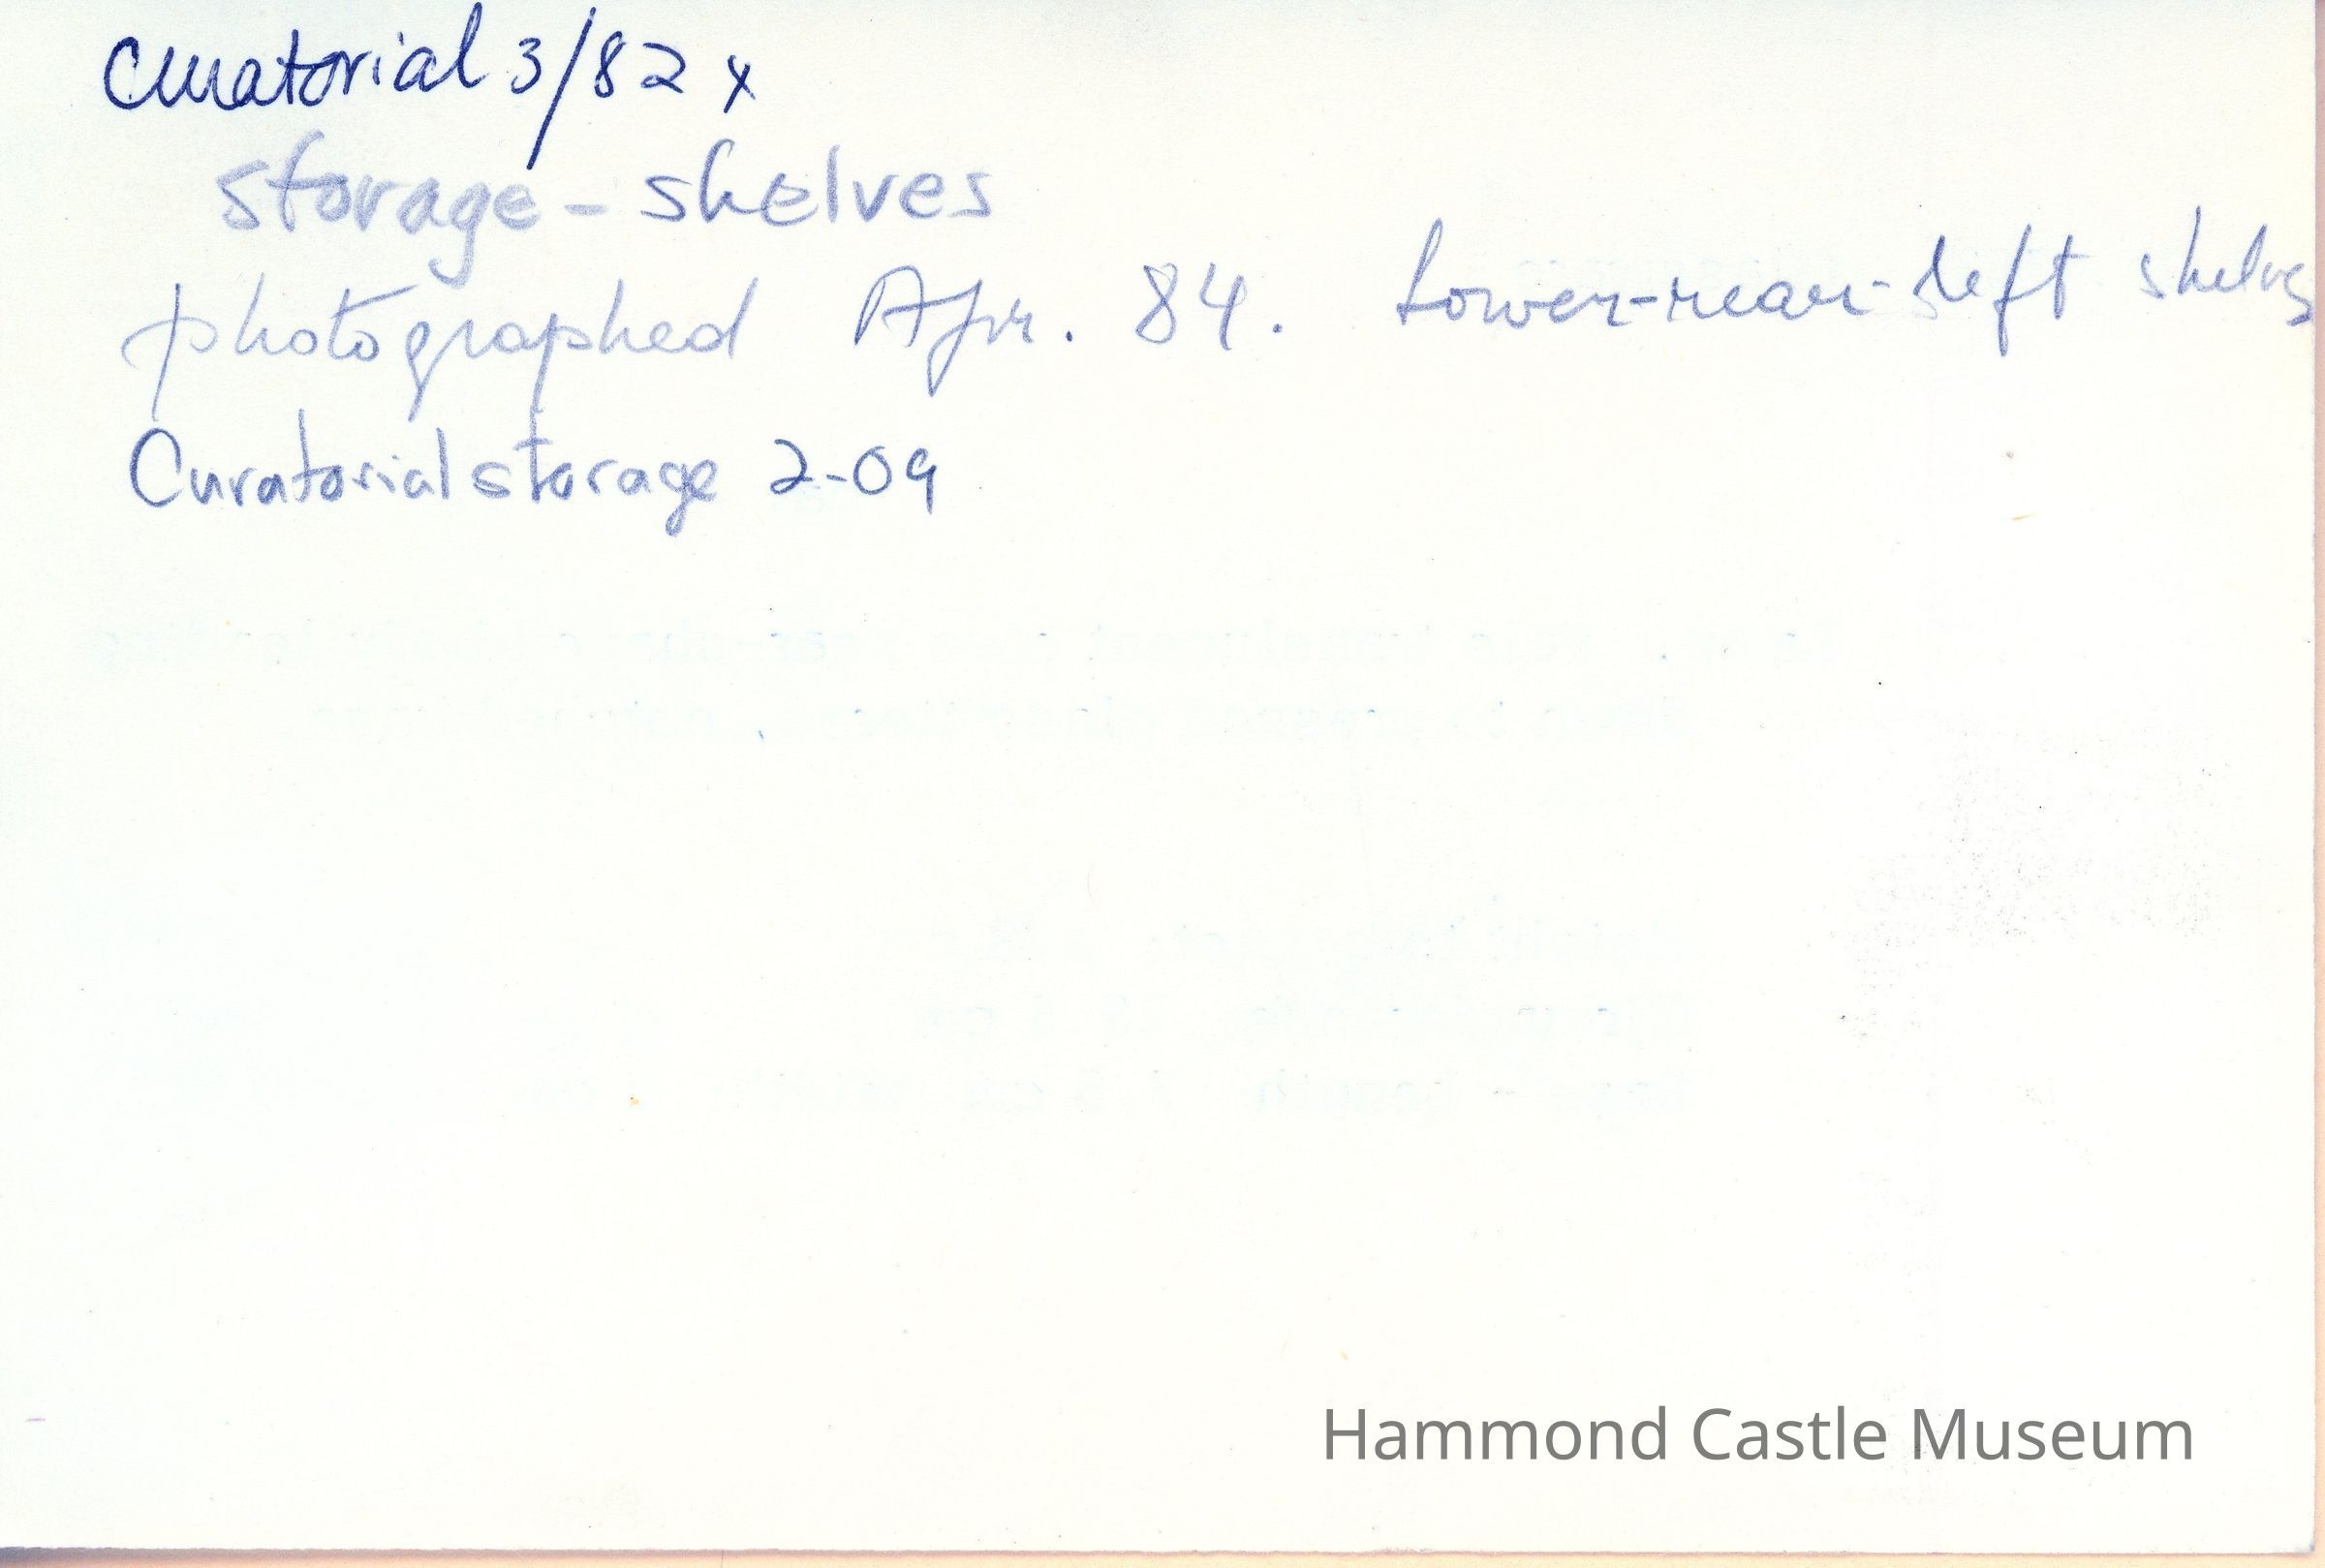 Curatorial 3/82 x
storage - shelves
photographed Apr. 84. Lower-rear-left shelves
Curatorial storage 2-09
Hammond Castle Museum